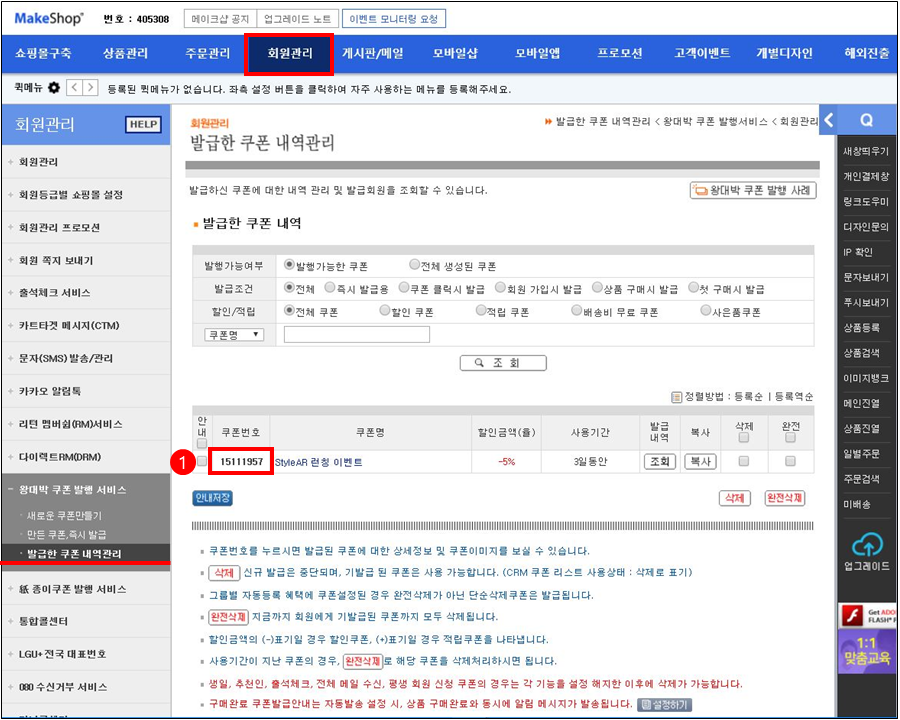 MakeShop® 번호 : 405308 메이크샵 공지 업그레이드 노트 이벤트 모니터링 요청
쇼핑몰구축 상품관리 주문관리 회원관리 게시판/메일 모바일샵 모바일앱 프로모션 고객이벤트 개별디자인 해외진출
퀵메뉴 < > 등록된 퀵메뉴가 없습니다. 좌측 설정 버튼을 클릭하여 자주 사용하는 메뉴를 등록해주세요.
회원관리 HELP
회원관리
회원등급별 쇼핑몰 설정
회원관리 프로모션
회원 쪽지 보내기
출석체크 서비스
카트타겟 메시지(CTM)
문자(SMS) 발송/관리
카카오 알림톡
리턴 멤버쉽(RM)서비스
다이렉트RM(DRM)
왕대박 쿠폰 발행 서비스
새로운 쿠폰만들기
만든 쿠폰,즉시 발급
발급한 쿠폰 내역관리
紙 종이쿠폰 발행 서비스
통합콜센터
LGU+전국 대표번호
080 수신거부 서비스
회원관리
발급한 쿠폰 내역관리 < 왕대박 쿠폰 발행서비스 < 회원관리
발급한 쿠폰 내역관리
발급하신 쿠폰에 대한 내역 관리 및 발급회원을 조회할 수 있습니다.
왕대박 쿠폰 발행 사례
발급한 쿠폰 내역
발행가능여부 발행가능한 쿠폰 전체 생성된 쿠폰
발급조건 전체 즉시 발급용 쿠폰 클릭시 발급 회원 가입시 발급 상품 구매시 발급 첫 구매시 발급
할인/적립 전체 쿠폰 할인 쿠폰 적립 쿠폰 배송비 무료 쿠폰 사은품쿠폰
쿠폰명 ▼
조 회
정렬방법 : 등록순 | 등록역순
안내 쿠폰번호 쿠폰명 할인금액(율) 사용기간 발급내역 복사 삭제 완전
1 15111957 StyleAR 런칭 이벤트 -5% 3일동안 조회 복사
안내저장 삭제 완전삭제
쿠폰번호를 누르시면 발급된 쿠폰에 대한 상세정보 및 쿠폰이미지를 보실 수 있습니다.
삭제 신규 발급은 중단되며, 기발급 된 쿠폰은 사용 가능합니다. (CRM 쿠폰 리스트 사용상태 : 삭제로 표기)
그룹별 자동등록 혜택에 쿠폰설정된 경우 완전삭제가 아닌 단순삭제쿠폰은 발급됩니다.
완전삭제 지금까지 회원에게 기발급된 쿠폰까지 모두 삭제됩니다.
할인금액의 (-)표기일 경우 할인쿠폰, (+)표기일 경우 적립쿠폰을 나타냅니다.
사용기간이 지난 쿠폰의 경우, 완전삭제로 해당 쿠폰을 삭제처리하시면 됩니다.
생일, 추천인, 출석체크, 전체 메일 수신, 평생 회원 신청 쿠폰의 경우는 각 기능을 설정 해지한 이후에 삭제가 가능합니다.
구매완료 쿠폰발급안내는 자동발송 설정 시, 상품 구매완료와 동시에 알림 메시지가 발송됩니다. 설정하기
Q
새창띄우기
개인결제창
링크도우미
디자인문의
IP 확인
문자보내기
푸시보내기
상품등록
상품검색
이미지뱅크
메인진열
상품진열
일별주문
주문검색
미배송
업그레이드
Get ADO
FLASH® P
1:1
맞춤교육